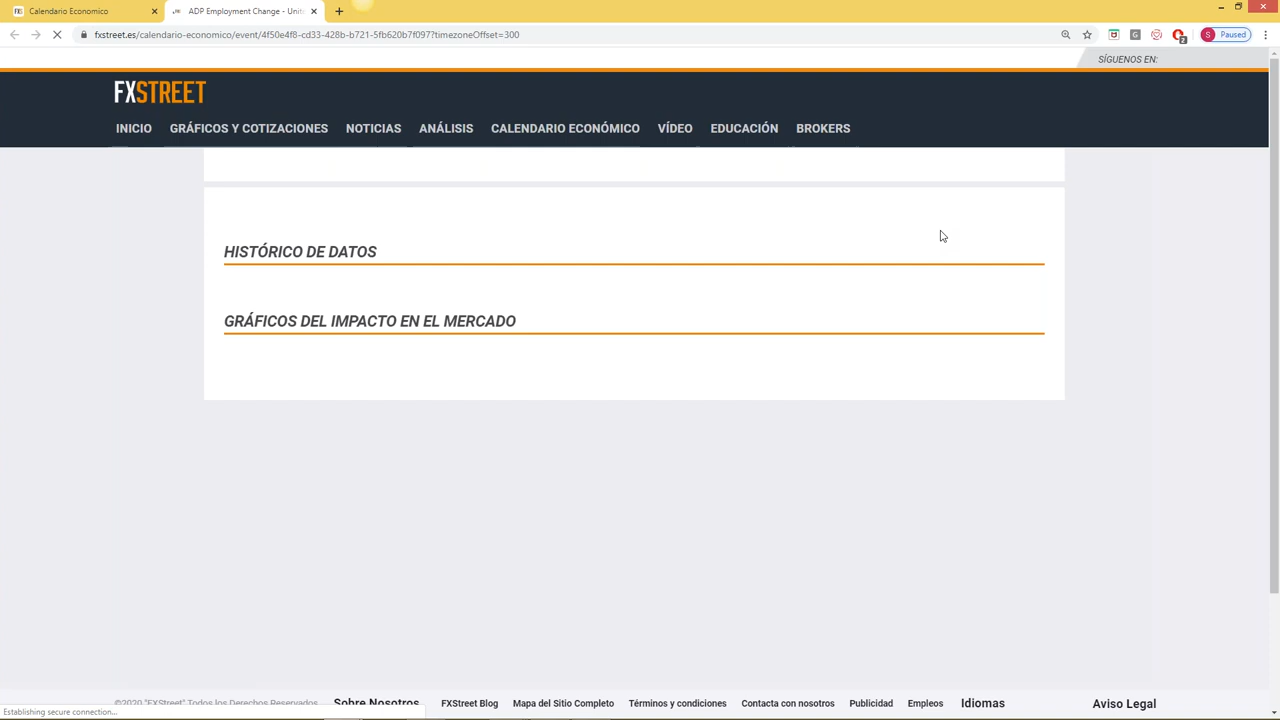 Calendario Economico
ADP Employment Change - Unit
fxstreet.es/calendario-economico/event/4f50e4f8-cd33-428b-b721-5fb620b7f097?timezoneOffset=300
2
S Paused
SÍGUENOS EN:
FXSTREET
INICIO GRÁFICOS Y COTIZACIONES NOTICIAS ANÁLISIS CALENDARIO ECONÓMICO VÍDEO EDUCACIÓN BROKERS
HISTÓRICO DE DATOS
GRÁFICOS DEL IMPACTO EN EL MERCADO
©2020 "FXStreet" Todos los Derechos Reservados Sobre Nosotros FXStreet Blog Mapa del Sitio Completo Términos y condiciones Contacta con nosotros Publicidad Empleos Idiomas Aviso Legal
Establishing secure connection...